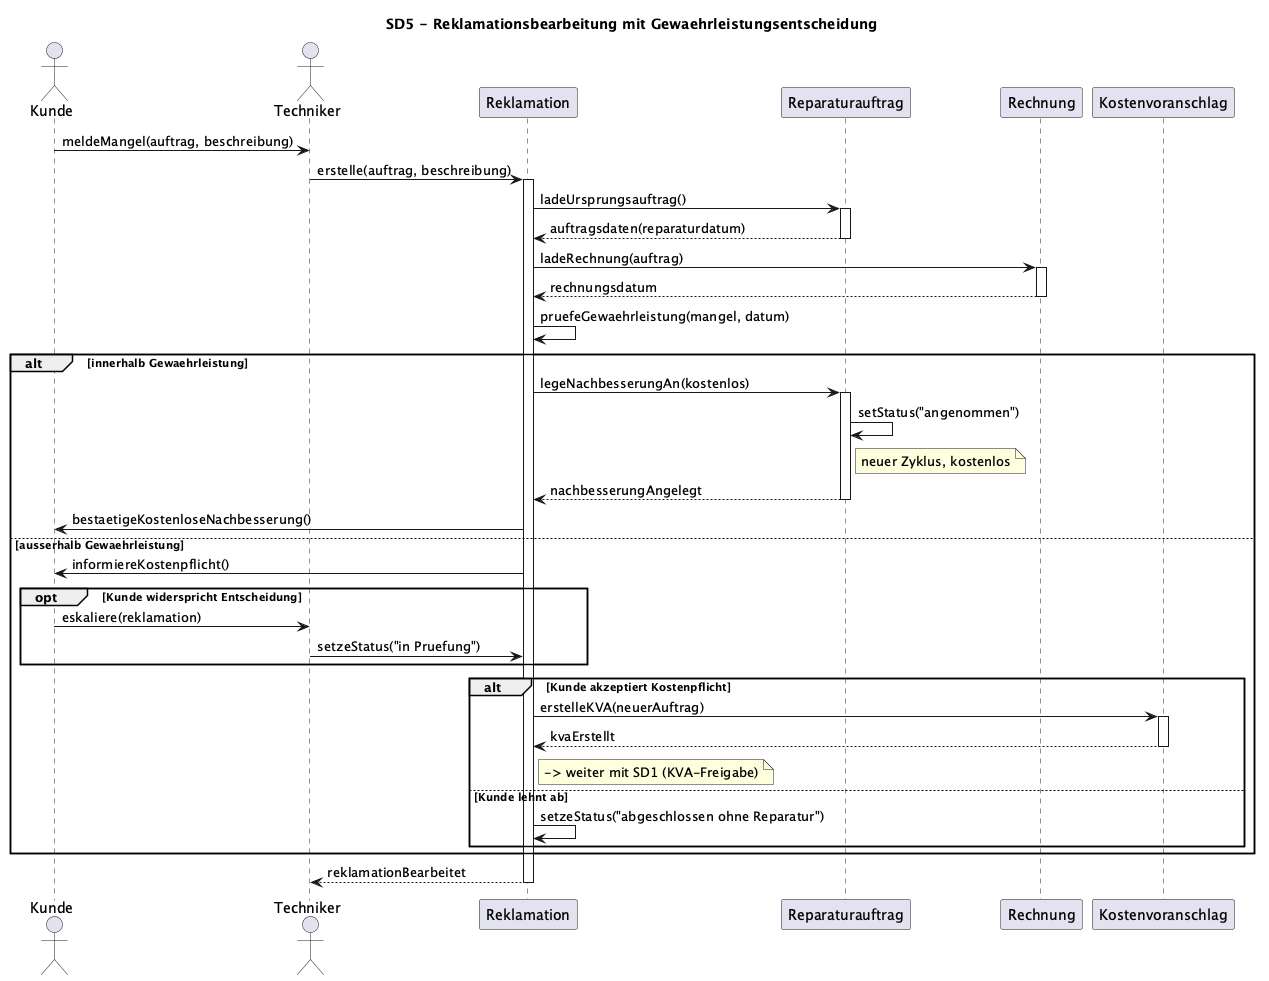 SD5 - Reklamationsbearbeitung mit Gewaehrleistungsentscheidung
Kunde
Techniker
Reklamation
Reparaturauftrag
Rechnung
Kostenvoranschlag
meldeMangel(auftrag, beschreibung)
erstelle(auftrag, beschreibung)
ladeUrsprungsauftrag()
auftragsdaten(reparaturdatum)
ladeRechnung(auftrag)
rechnungsdatum
pruefeGewaehrleistung(mangel, datum)
alt [innerhalb Gewaehrleistung]
legeNachbesserungAn(kostenlos)
setStatus("angenommen")
neuer Zyklus, kostenlos
nachbesserungAngelegt
bestaetigeKostenloseNachbesserung()
[ausserhalb Gewaehrleistung]
informiereKostenpflicht()
opt [Kunde widerspricht Entscheidung]
eskaliere(reklamation)
setzeStatus("in Pruefung")
alt [Kunde akzeptiert Kostenpflicht]
erstelleKVA(neuerAuftrag)
kvaErstellt
-> weiter mit SD1 (KVA-Freigabe)
[Kunde lehnt ab]
setzeStatus("abgeschlossen ohne Reparatur")
reklamationBearbeitet
Kunde
Techniker
Reklamation
Reparaturauftrag
Rechnung
Kostenvoranschlag